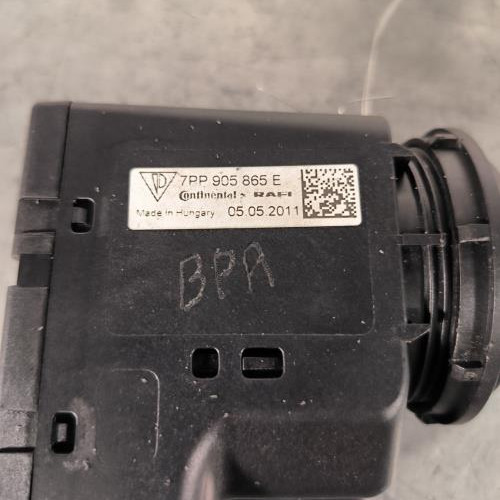 7PP 905 865 E
Continental RAFI
Made in Hungary 05.05.2011
BPA